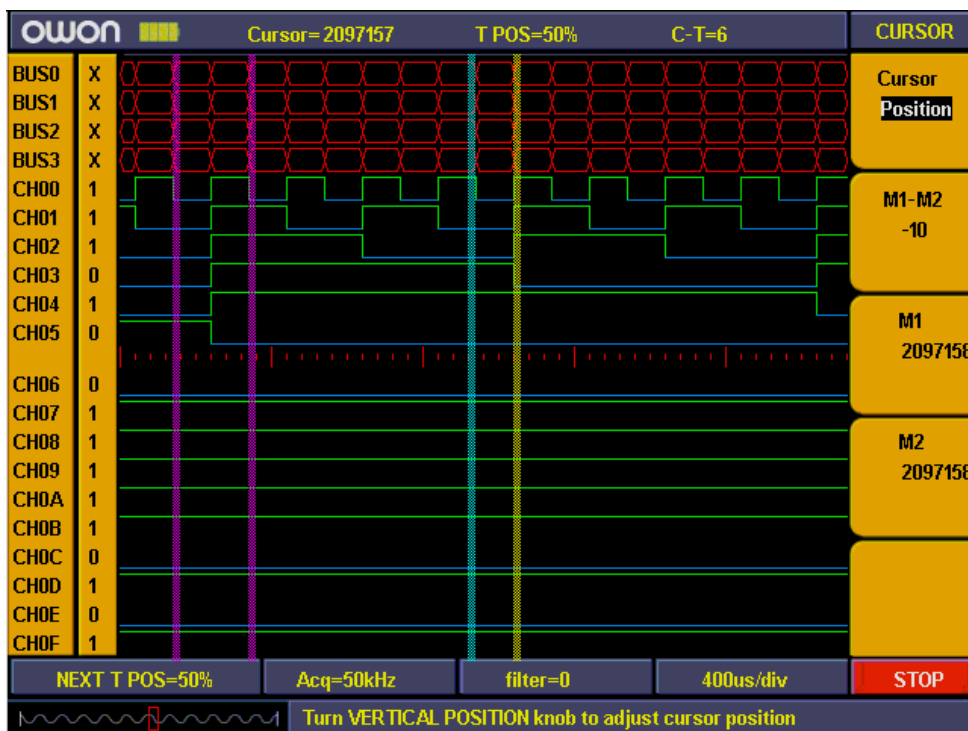 OWON Cursor=2097157 T POS=50% C-T=6 CURSOR
BUS0 X
BUS1 X
BUS2 X
BUS3 X
CH00 1
CH01 1
CH02 1
CH03 0
CH04 1
CH05 0
CH06 0
CH07 1
CH08 1
CH09 1
CH0A 1
CH0B 1
CH0C 0
CH0D 1
CH0E 0
CH0F 1
Cursor
Position
M1-M2
-10
M1
2097158
M2
2097158
NEXT T POS=50% Acq=50kHz filter=0 400us/div STOP
Turn VERTICAL POSITION knob to adjust cursor position